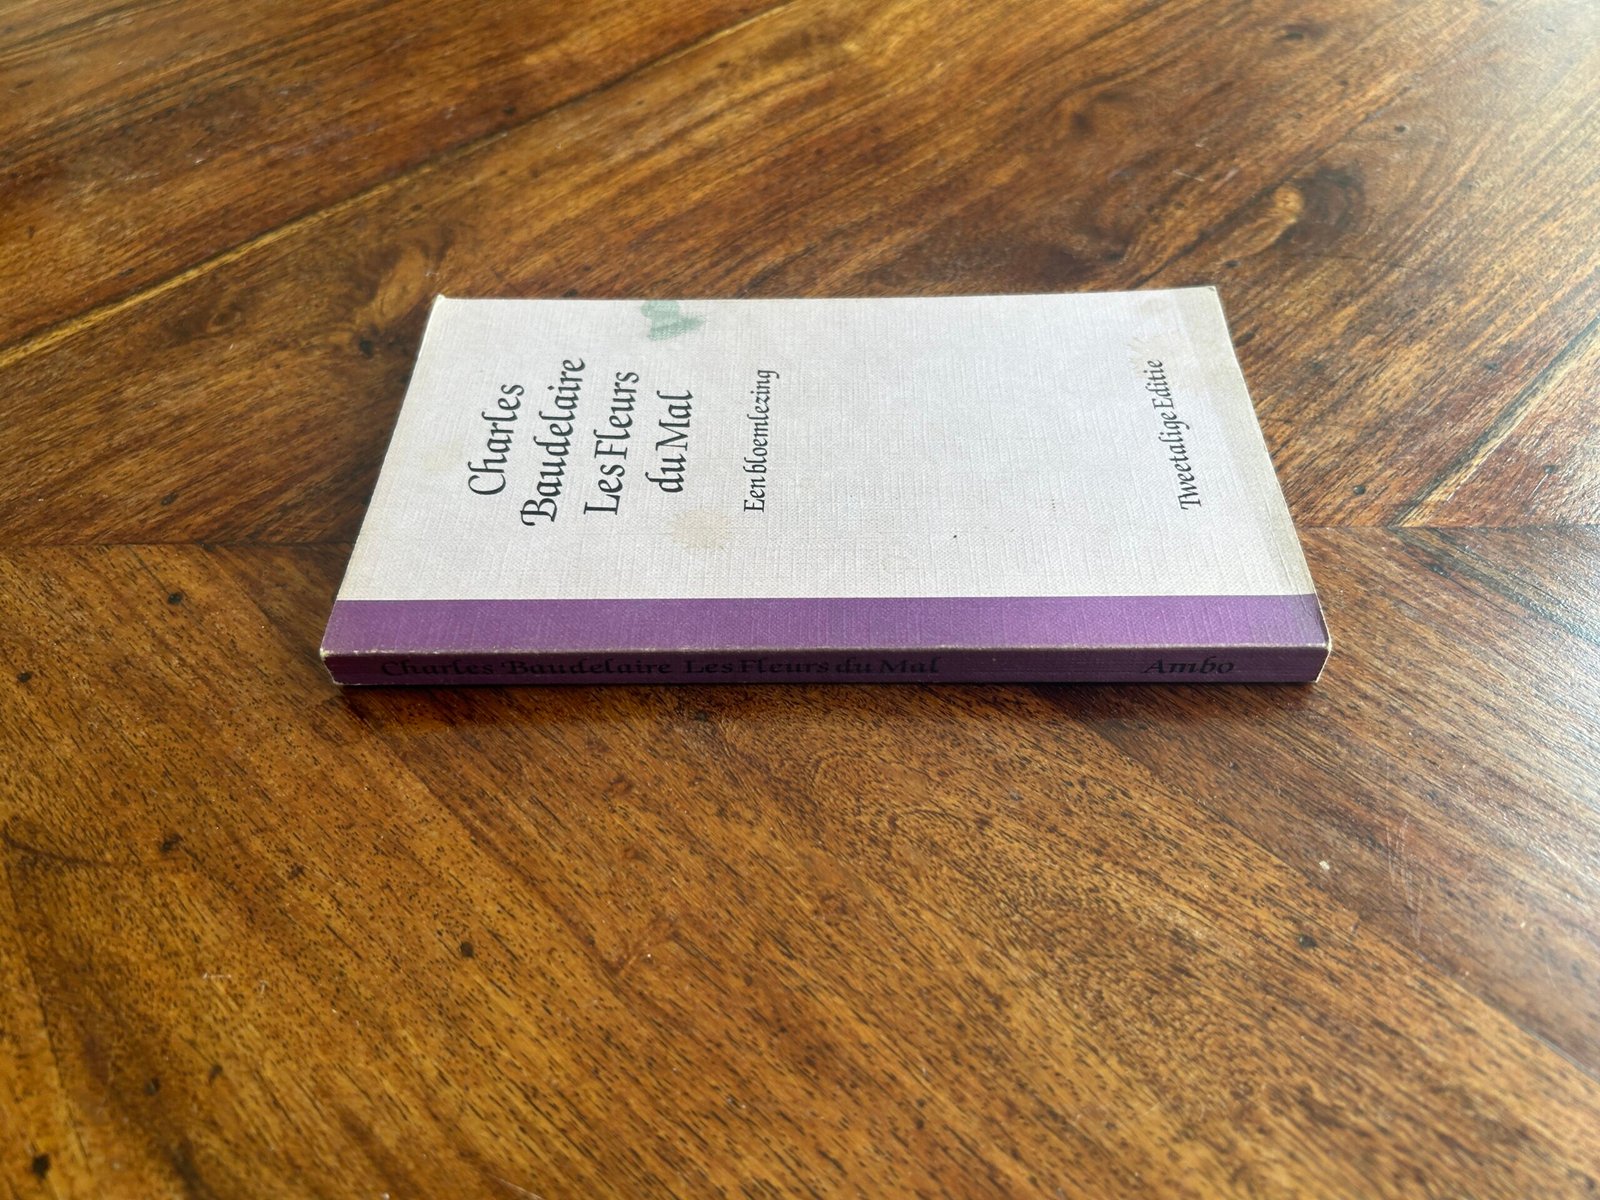 Charles
Baudelaire
Les Fleurs
du Mal
Een bloemlezing
Tweetalige Editie
Charles Baudelaire Les Fleurs du Mal
Ambo